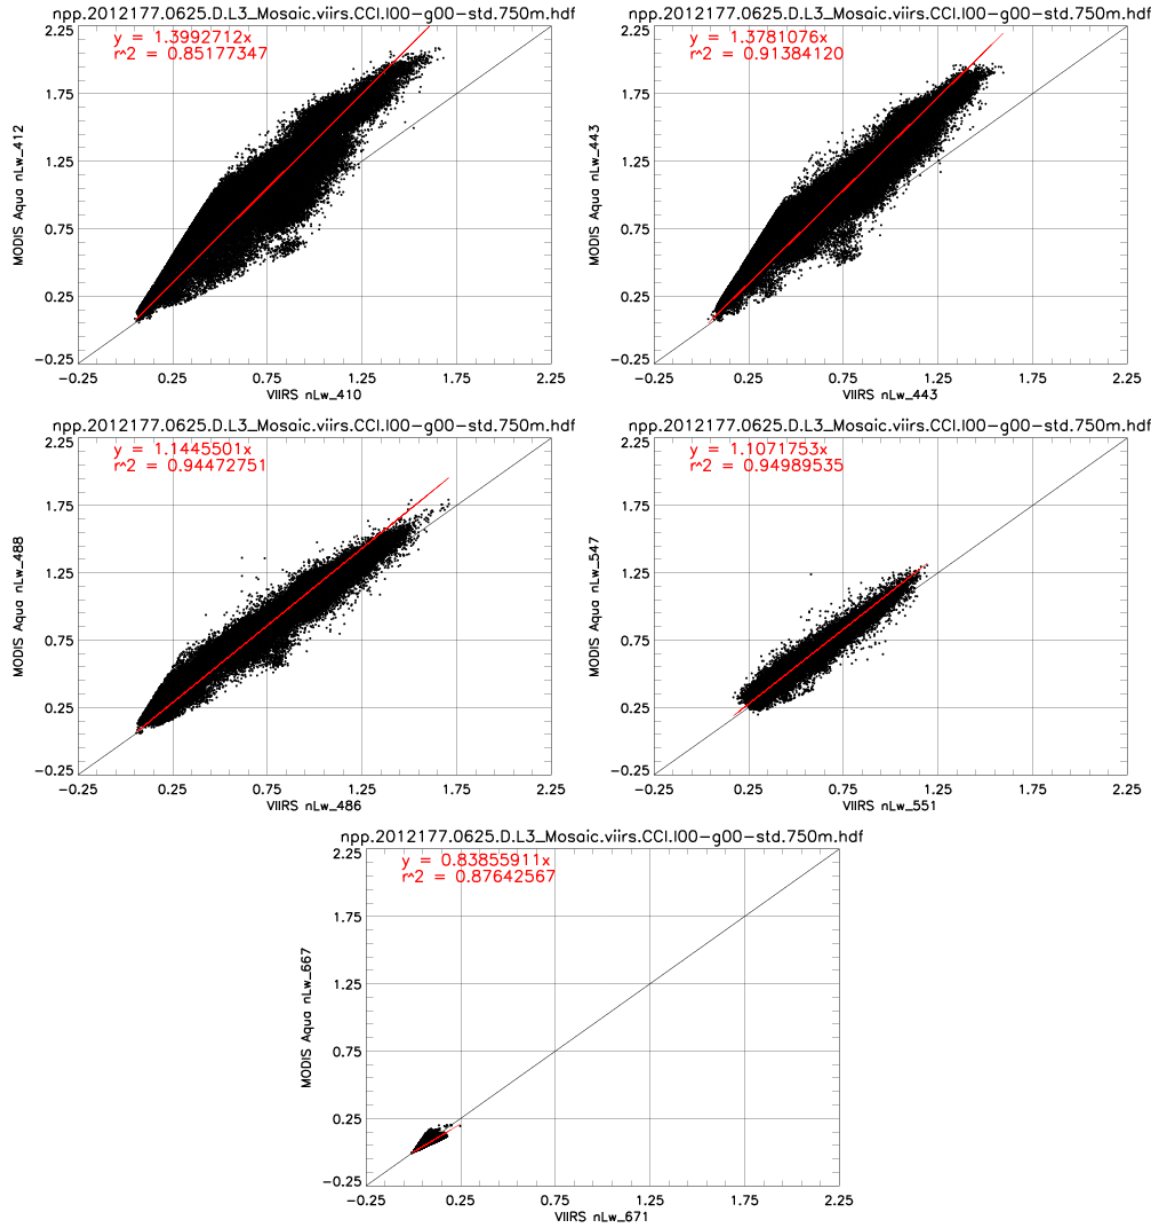 npp.2012177.0625.D.L3_Mosaic.viirs.CCI.l00-g00-std.750m.hdf
y = 1.3992712x
r^2 = 0.85177347
2.25
1.75
1.25
0.75
0.25
-0.25
MODIS Aqua nLw_412
-0.25 0.25 0.75 1.25 1.75 2.25
VIIRS nLw_410
npp.2012177.0625.D.L3_Mosaic.viirs.CCI.l00-g00-std.750m.hdf
y = 1.3781076x
r^2 = 0.91384120
2.25
1.75
1.25
0.75
0.25
-0.25
MODIS Aqua nLw_443
-0.25 0.25 0.75 1.25 1.75 2.25
VIIRS nLw_443
npp.2012177.0625.D.L3_Mosaic.viirs.CCI.l00-g00-std.750m.hdf
y = 1.1445501x
r^2 = 0.94472751
2.25
1.75
1.25
0.75
0.25
-0.25
MODIS Aqua nLw_488
-0.25 0.25 0.75 1.25 1.75 2.25
VIIRS nLw_486
npp.2012177.0625.D.L3_Mosaic.viirs.CCI.l00-g00-std.750m.hdf
y = 1.1071753x
r^2 = 0.94989535
2.25
1.75
1.25
0.75
0.25
-0.25
MODIS Aqua nLw_547
-0.25 0.25 0.75 1.25 1.75 2.25
VIIRS nLw_551
npp.2012177.0625.D.L3_Mosaic.viirs.CCI.l00-g00-std.750m.hdf
y = 0.83855911x
r^2 = 0.87642567
2.25
1.75
1.25
0.75
0.25
-0.25
MODIS Aqua nLw_667
-0.25 0.25 0.75 1.25 1.75 2.25
VIIRS nLw_671